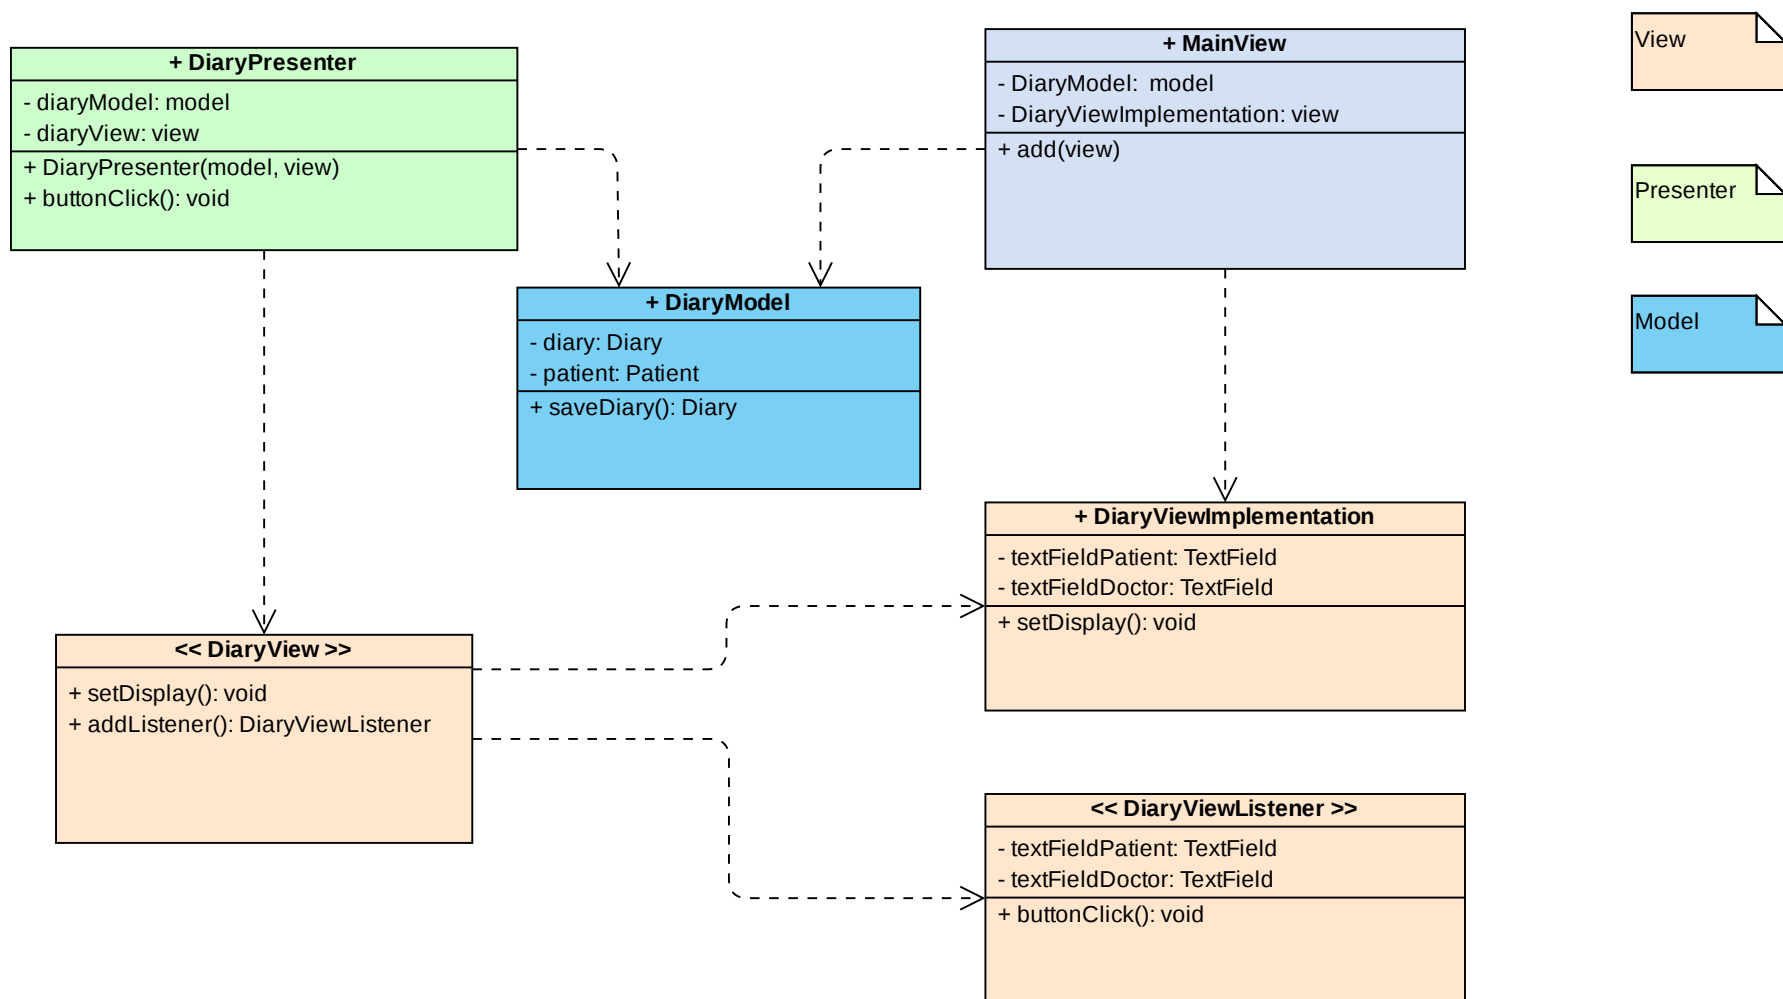 + DiaryPresenter
- diaryModel: model
- diaryView: view
+ DiaryPresenter(model, view)
+ buttonClick(): void
+ MainView
- DiaryModel:  model
- DiaryViewImplementation: view
+ add(view)
View
Presenter
Model
+ DiaryModel
- diary: Diary
- patient: Patient
+ saveDiary(): Diary
+ DiaryViewImplementation
- textFieldPatient: TextField
- textFieldDoctor: TextField
+ setDisplay(): void
<< DiaryView >>
+ setDisplay(): void
+ addListener(): DiaryViewListener
<< DiaryViewListener >>
- textFieldPatient: TextField
- textFieldDoctor: TextField
+ buttonClick(): void